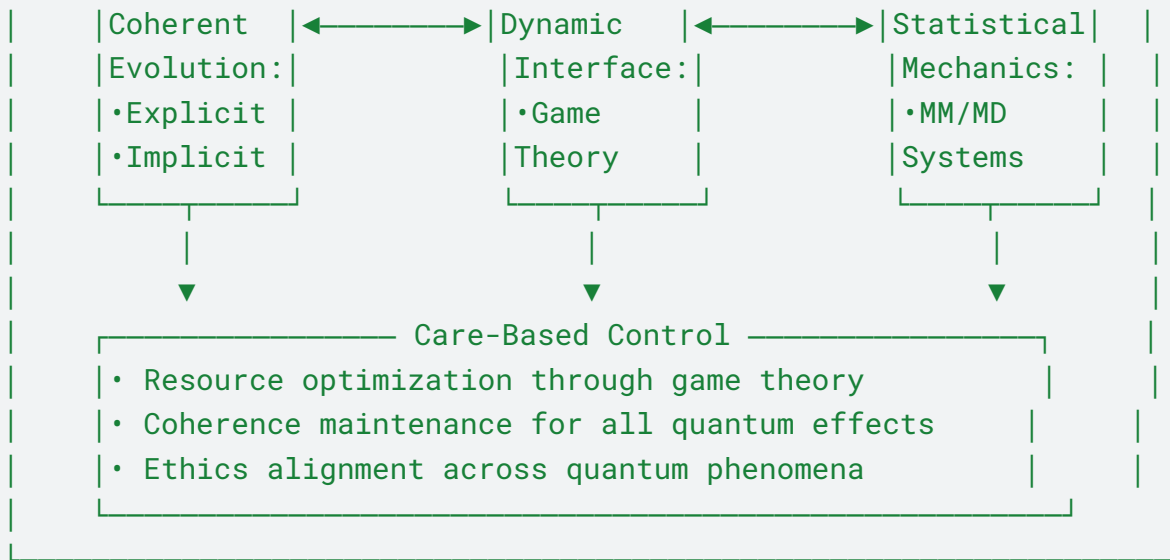 Coherent Dynamic Statistical
Evolution: Interface: Mechanics:
•Explicit •Game •MM/MD
•Implicit Theory Systems
Care-Based Control
• Resource optimization through game theory
• Coherence maintenance for all quantum effects
• Ethics alignment across quantum phenomena